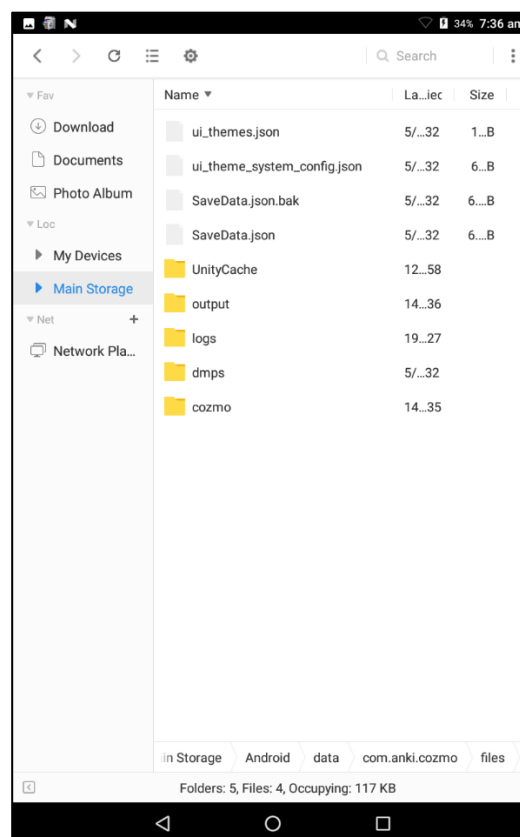 34% 7:36 am
Search
Fav
Download
Documents
Photo Album
Loc
My Devices
Main Storage
Net +
Network Pla...
Name La...iec Size
ui_themes.json 5/...32 1...B
ui_theme_system_config.json 5/...32 6...B
SaveData.json.bak 5/...32 6....B
SaveData.json 5/...32 6....B
UnityCache 12...58
output 14...36
logs 19...27
dmps 5/...32
cozmo 14...35
in Storage Android data com.anki.cozmo files
Folders: 5, Files: 4, Occupying: 117 KB